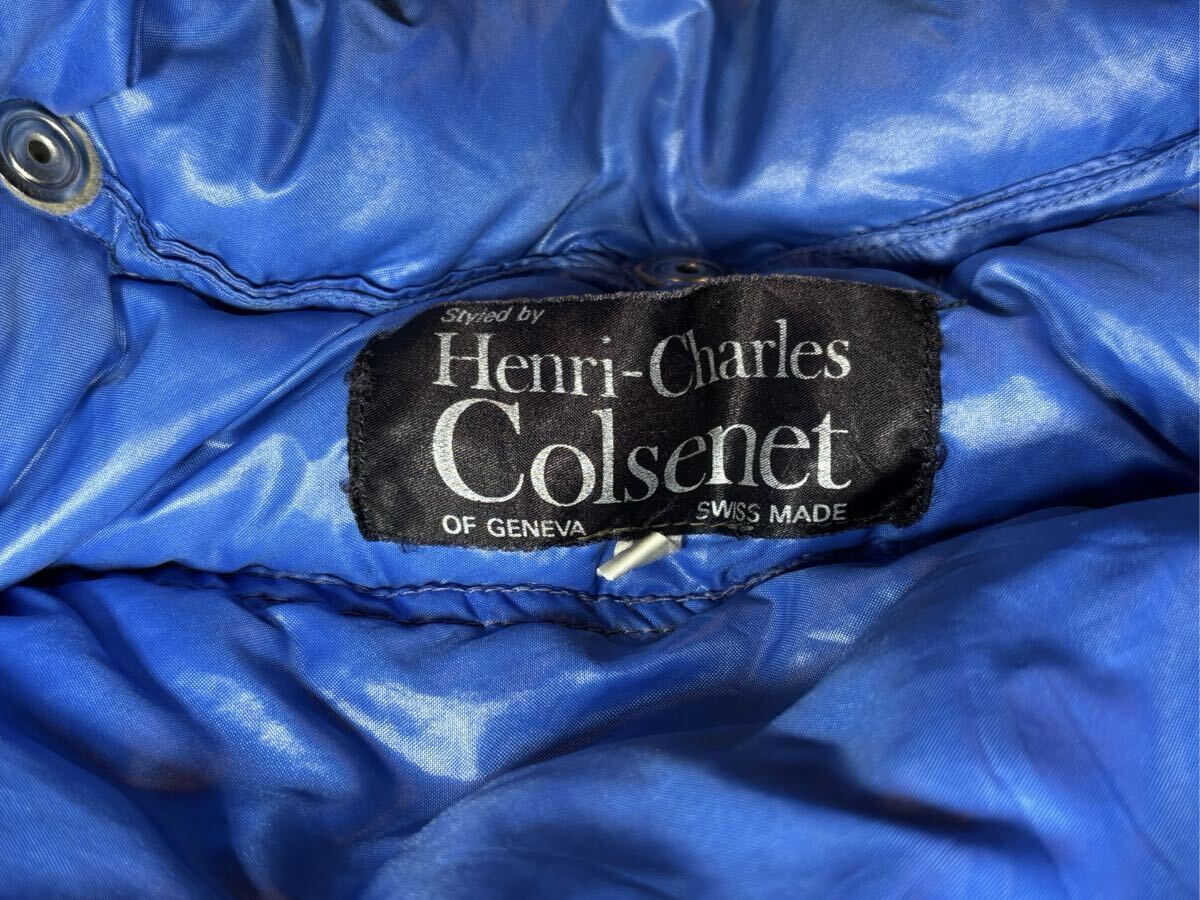 Styled by
Henri-Charles
Colsenet
OF GENEVA SWISS MADE